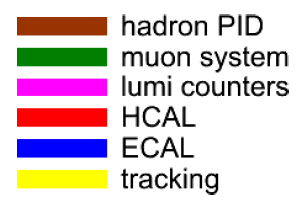 hadron PID
muon system
lumi counters
HCAL
ECAL
tracking